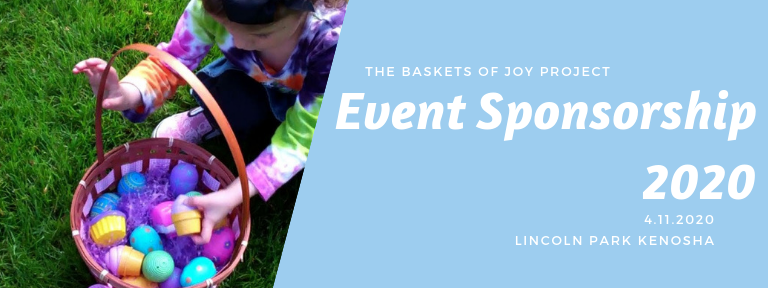 THE BASKETS OF JOY PROJECT
Event Sponsorship
2020
4.11.2020
LINCOLN PARK KENOSHA